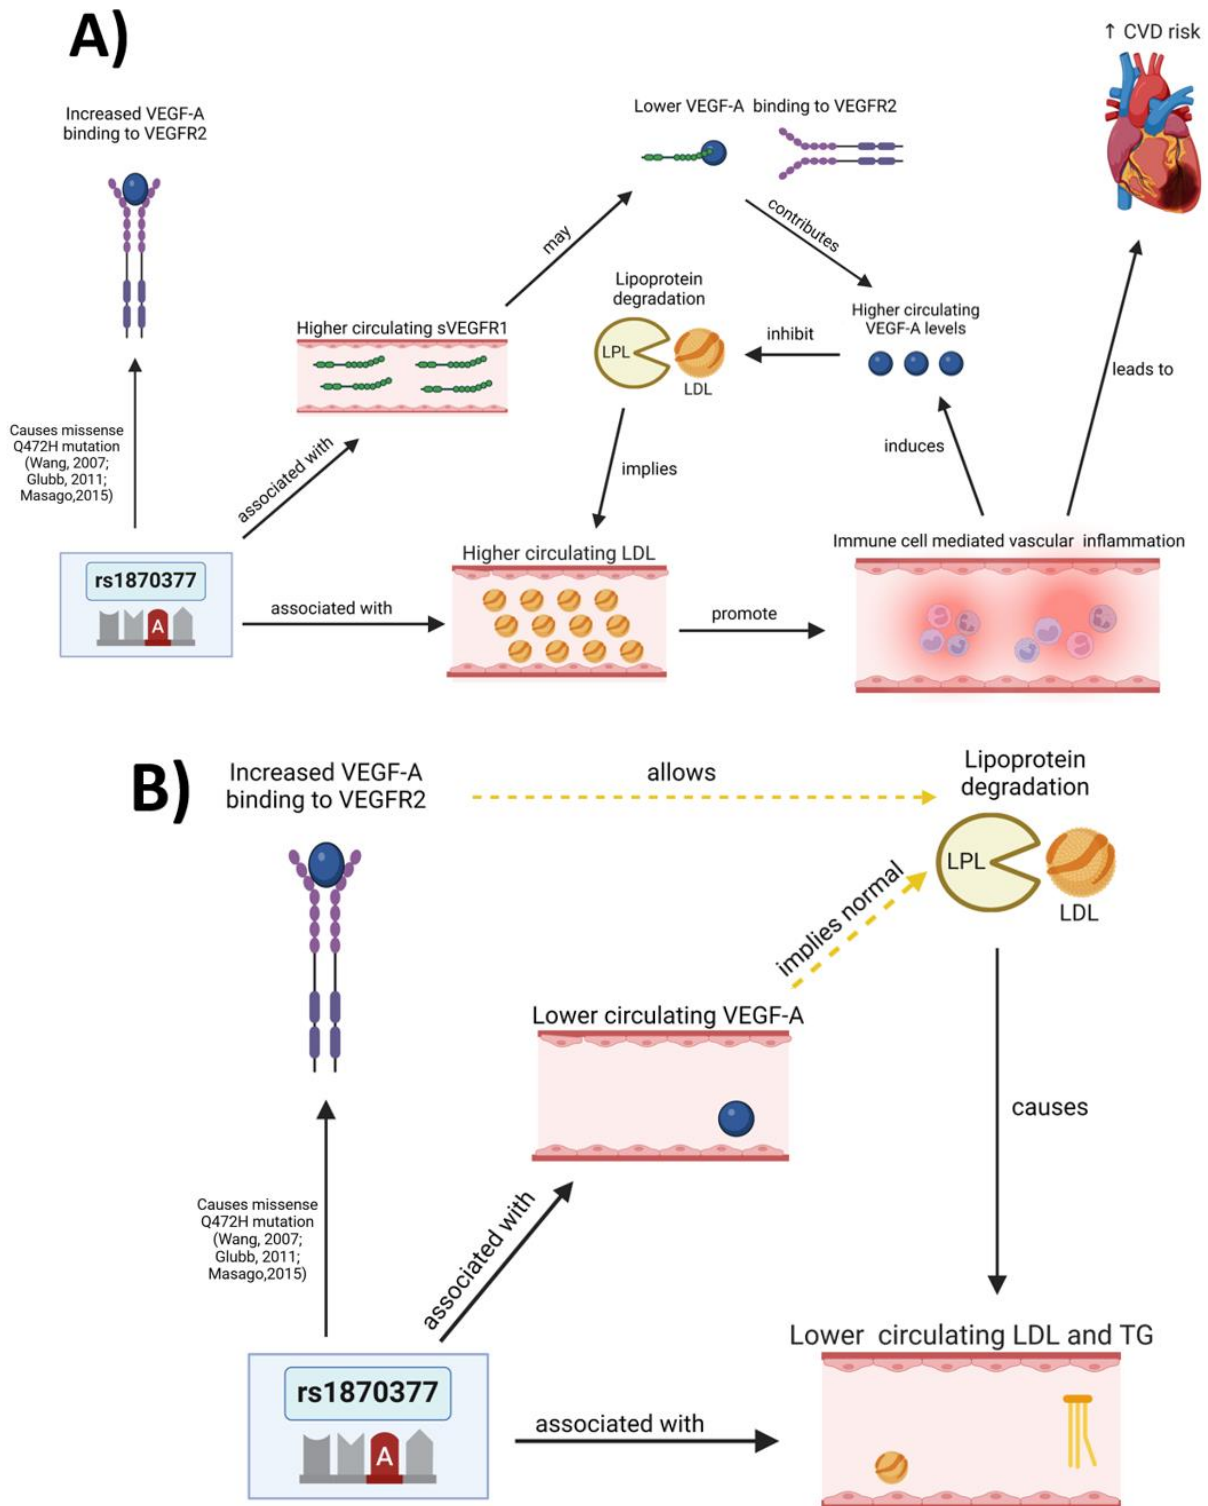 A)
↑ CVD risk
Increased VEGF-A
binding to VEGFR2
Lower VEGF-A binding to VEGFR2
may
contributes
Lipoprotein
degradation
LPL
LDL
inhibit
Higher circulating
VEGF-A levels
Higher circulating sVEGFR1
leads to
Causes missense
Q472H mutation
(Wang, 2007;
Glubb, 2011;
Masago,2015)
associated with
implies
induces
rs1870377
A
associated with
Higher circulating LDL
promote
Immune cell mediated vascular inflammation
B)
Increased VEGF-A
binding to VEGFR2
allows
Lipoprotein
degradation
LPL
LDL
implies normal
Lower circulating VEGF-A
causes
Causes missense
Q472H mutation
(Wang, 2007;
Glubb, 2011;
Masago,2015)
associated with
rs1870377
A
associated with
Lower circulating LDL and TG